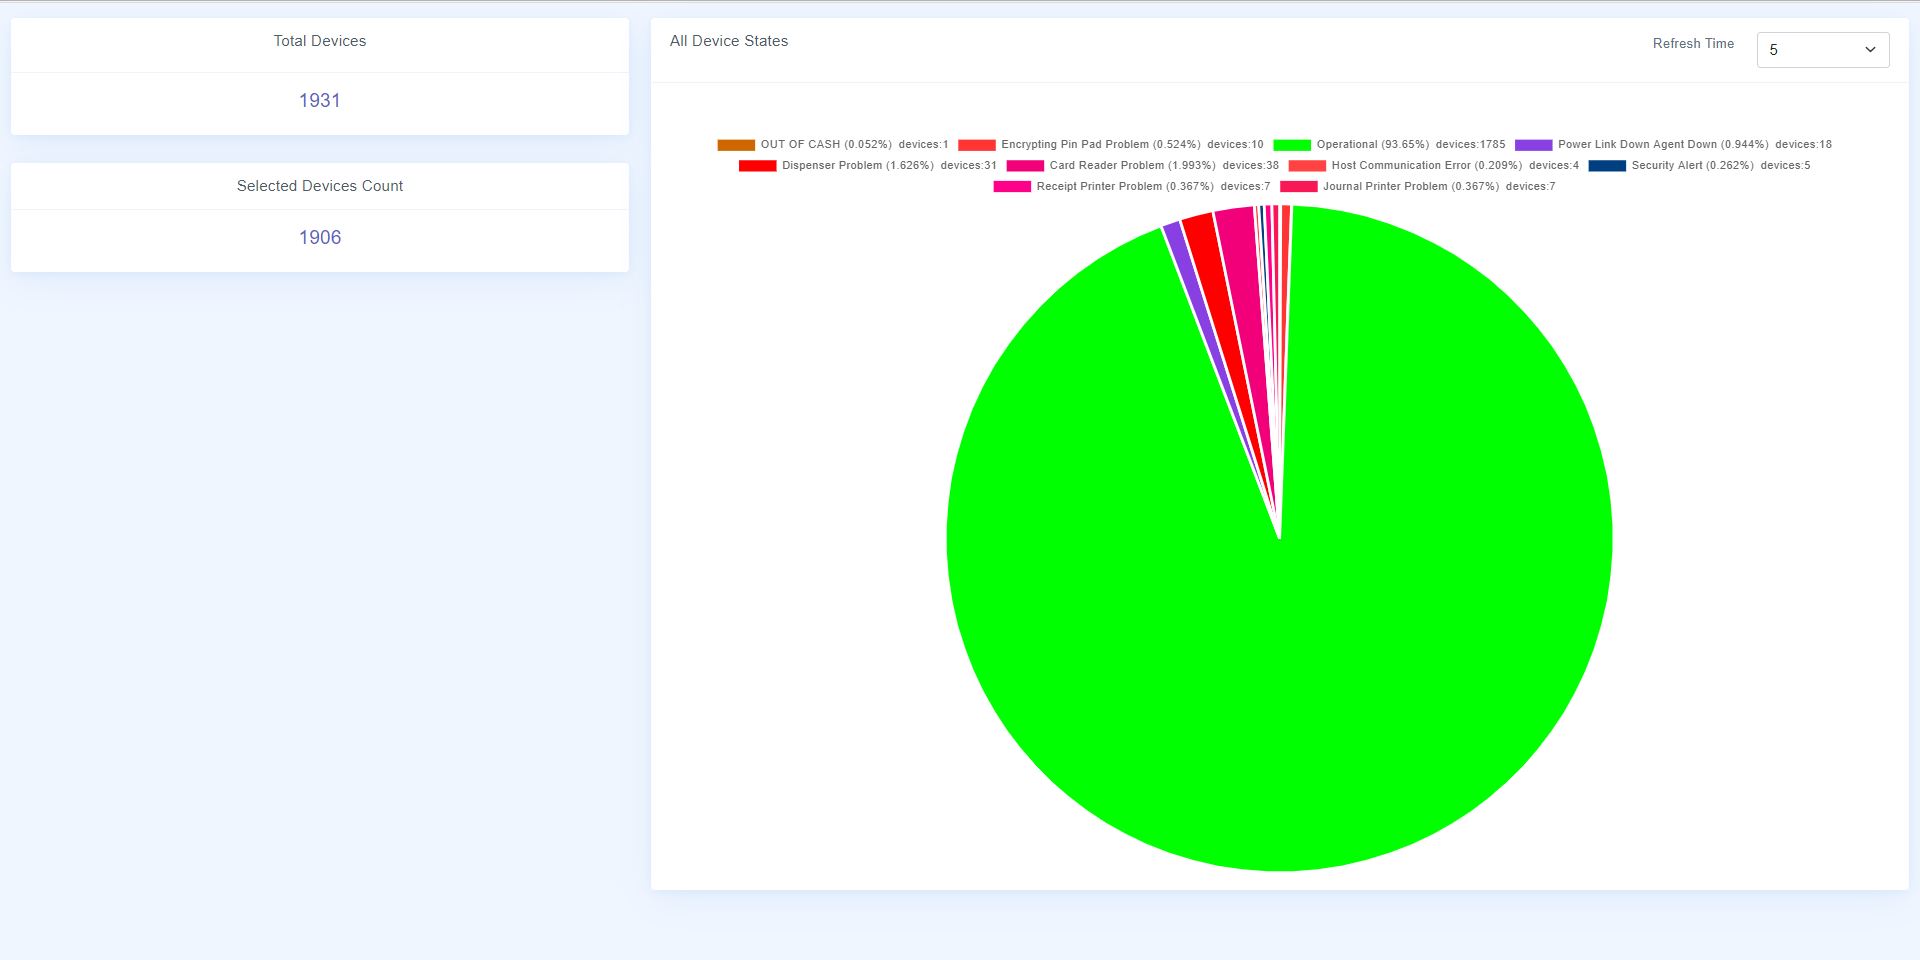 Total Devices
1931
Selected Devices Count
1906
All Device States
Refresh Time
5
OUT OF CASH (0.052%) devices:1 Encrypting Pin Pad Problem (0.524%) devices:10 Operational (93.65%) devices:1785 Power Link Down Agent Down (0.944%) devices:18
Dispenser Problem (1.626%) devices:31 Card Reader Problem (1.993%) devices:38 Host Communication Error (0.209%) devices:4 Security Alert (0.262%) devices:5
Receipt Printer Problem (0.367%) devices:7 Journal Printer Problem (0.367%) devices:7